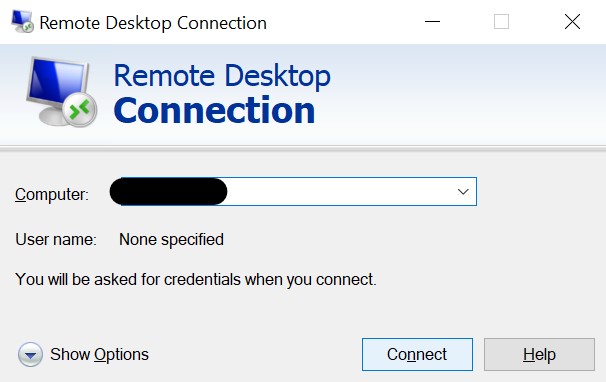 Remote Desktop Connection
Remote Desktop
Connection
Computer:
User name: None specified
You will be asked for credentials when you connect.
Show Options
Connect
Help